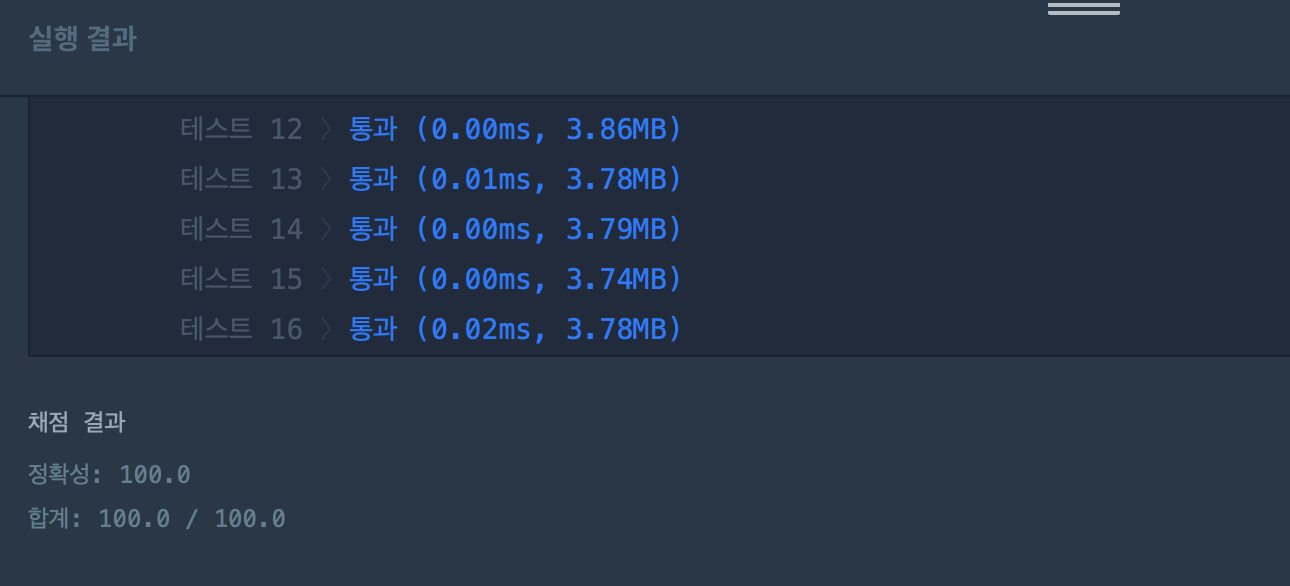 실행 결과
테스트 12 〉 통과 (0.00ms, 3.86MB)
테스트 13 〉 통과 (0.01ms, 3.78MB)
테스트 14 〉 통과 (0.00ms, 3.79MB)
테스트 15 〉 통과 (0.00ms, 3.74MB)
테스트 16 〉 통과 (0.02ms, 3.78MB)
채점 결과
정확성: 100.0
합계: 100.0 / 100.0